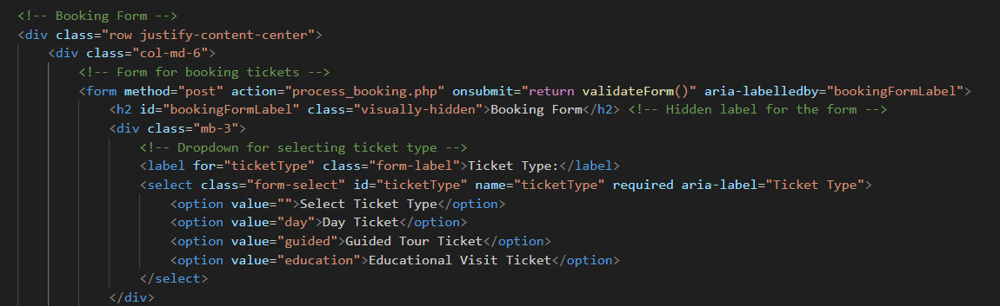 <!-- Booking Form -->
<div class="row justify-content-center">
<div class="col-md-6">
<!-- Form for booking tickets -->
<form method="post" action="process_booking.php" onsubmit="return validateForm()" aria-labelledby="bookingFormLabel">
<h2 id="bookingFormLabel" class="visually-hidden">Booking Form</h2> <!-- Hidden label for the form -->
<div class="mb-3">
<!-- Dropdown for selecting ticket type -->
<label for="ticketType" class="form-label">Ticket Type:</label>
<select class="form-select" id="ticketType" name="ticketType" required aria-label="Ticket Type">
<option value="">Select Ticket Type</option>
<option value="day">Day Ticket</option>
<option value="guided">Guided Tour Ticket</option>
<option value="education">Educational Visit Ticket</option>
</select>
</div>